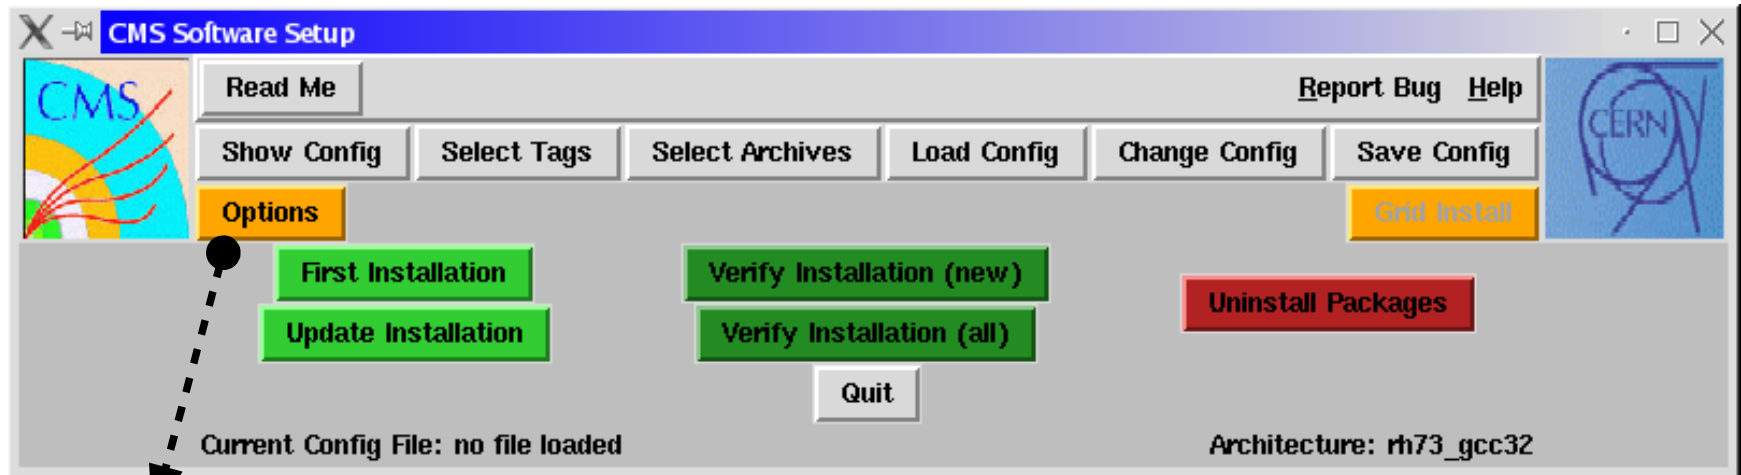 CMS Software Setup
CMS
Read Me Report Bug Help
CERN
Show Config Select Tags Select Archives Load Config Change Config Save Config
Options Grid Install
First Installation Verify Installation (new)
Uninstall Packages
Update Installation Verify Installation (all)
Quit
Current Config File: no file loaded Architecture: rh73_gcc32